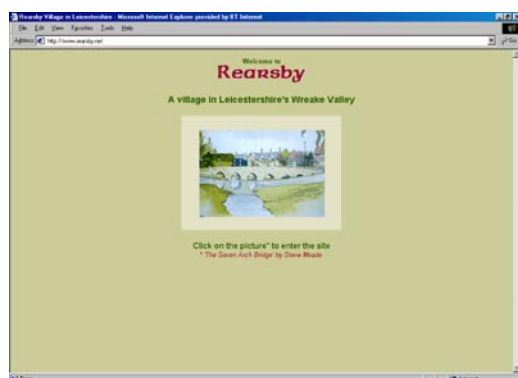 Rearsby Village in Leicestershire - Microsoft Internet Explorer provided by BT Internet
File Edit View Favorites Tools Help
Address http://www.rearsby.net Go
Welcome to
Rearsby
A village in Leicestershire's Wreake Valley
Click on the picture* to enter the site
* 'The Seven Arch Bridge' by Steve Meade